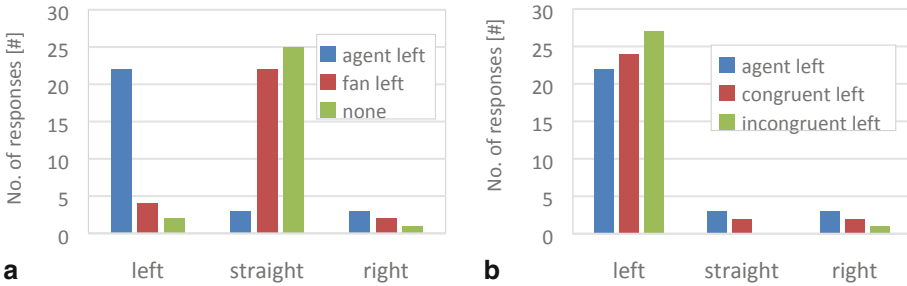 No. of responses [#]
30
25
20
15
10
5
0
agent left
fan left
none
left straight right
a
No. of responses [#]
30
25
20
15
10
5
0
agent left
congruent left
incongruent left
left straight right
b